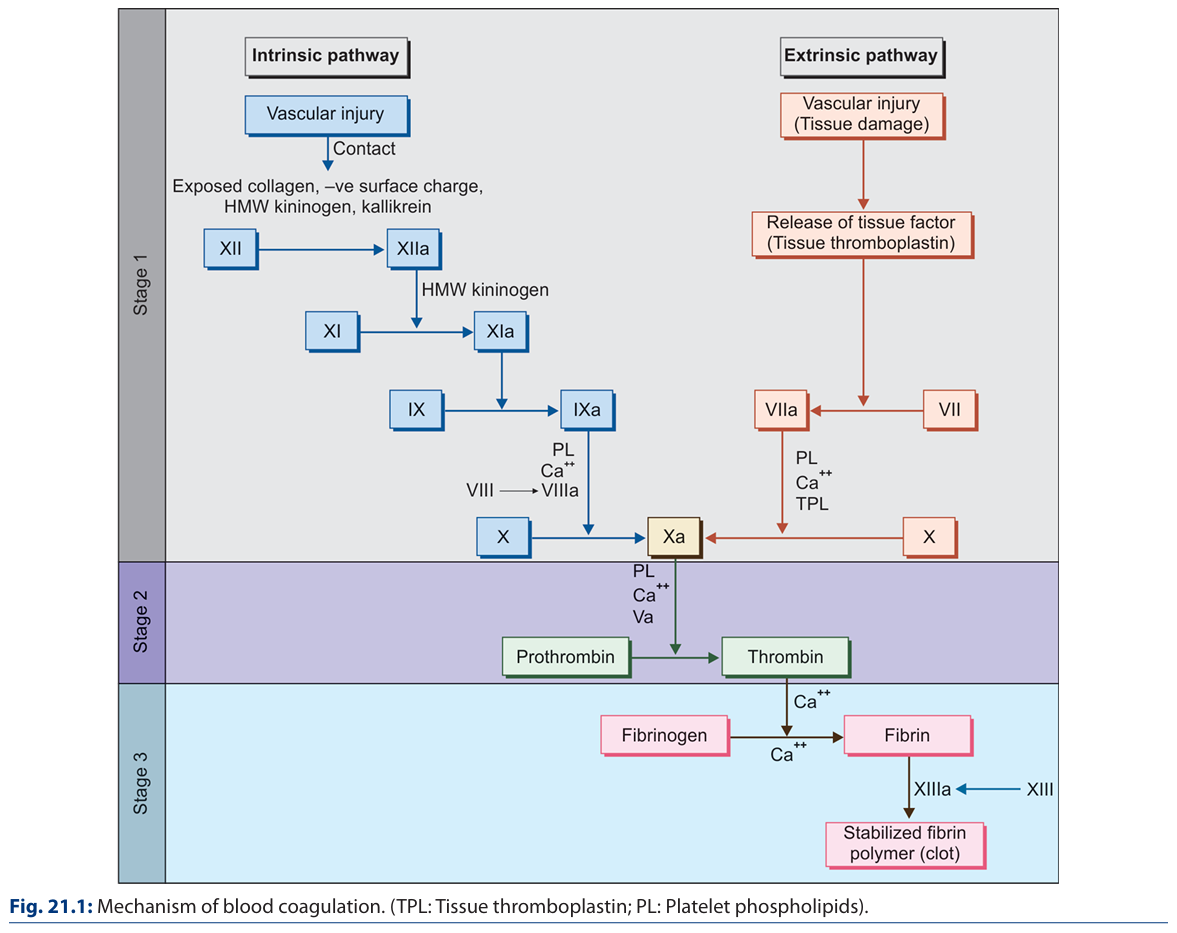 Intrinsic pathway
Extrinsic pathway
Vascular injury
Contact
Exposed collagen, –ve surface charge,
HMW kininogen, kallikrein
Vascular injury
(Tissue damage)
Release of tissue factor
(Tissue thromboplastin)
XII
XIIa
HMW kininogen
XI
XIa
IX
IXa
VIIa
VII
PL
Ca++
VIII
VIIIa
PL
Ca++
TPL
X
Xa
X
Stage 1
PL
Ca++
Va
Prothrombin
Thrombin
Stage 2
Ca++
Fibrinogen
Ca++
Fibrin
XIIIa
XIII
Stabilized fibrin
polymer (clot)
Stage 3
Fig. 21.1: Mechanism of blood coagulation. (TPL: Tissue thromboplastin; PL: Platelet phospholipids).